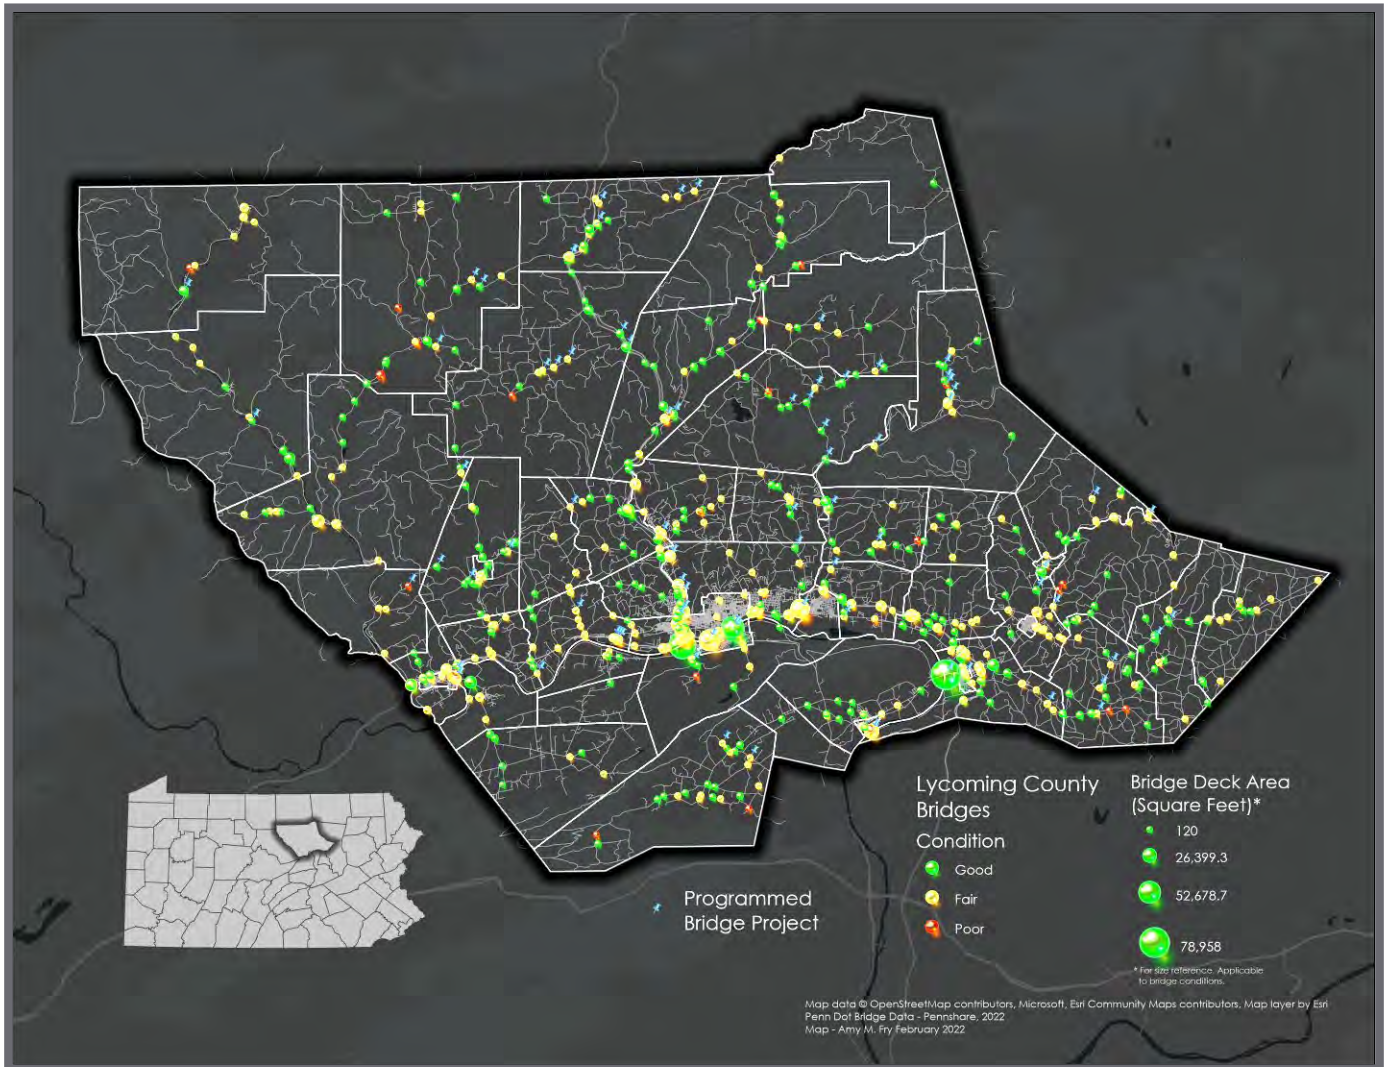 Lycoming County
Bridges
Condition
Good
Fair
Poor
Bridge Deck Area
(Square Feet)*
120
26,399.3
52,678.7
78,958
* For size reference. Applicable
to bridge conditions.
Programmed
Bridge Project
Map data © OpenStreetMap contributors, Microsoft, Esri Community Maps contributors, Map layer by Esri
Penn Dot Bridge Data - Pennshare, 2022
Map - Amy M. Fry February 2022